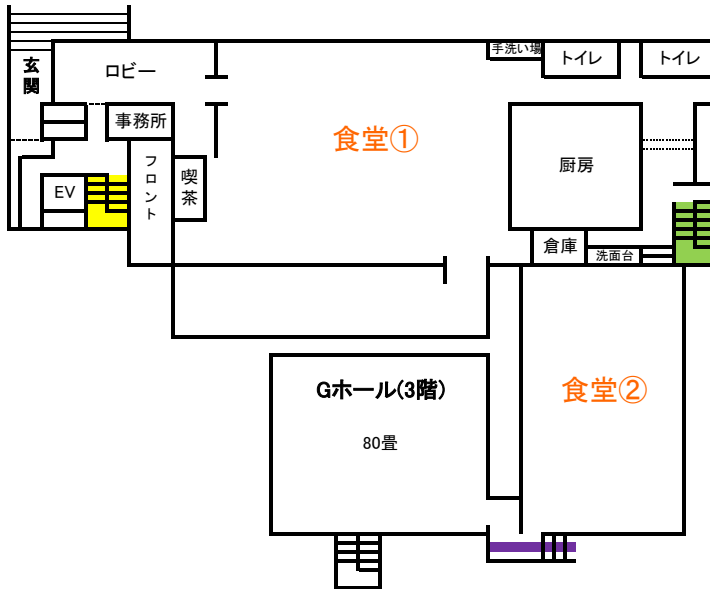 手洗い場
トイレ
トイレ
玄関
ロビー
事務所
食堂①
厨房
フロント
喫茶
EV
倉庫
洗面台
Gホール(3階)
食堂②
80畳